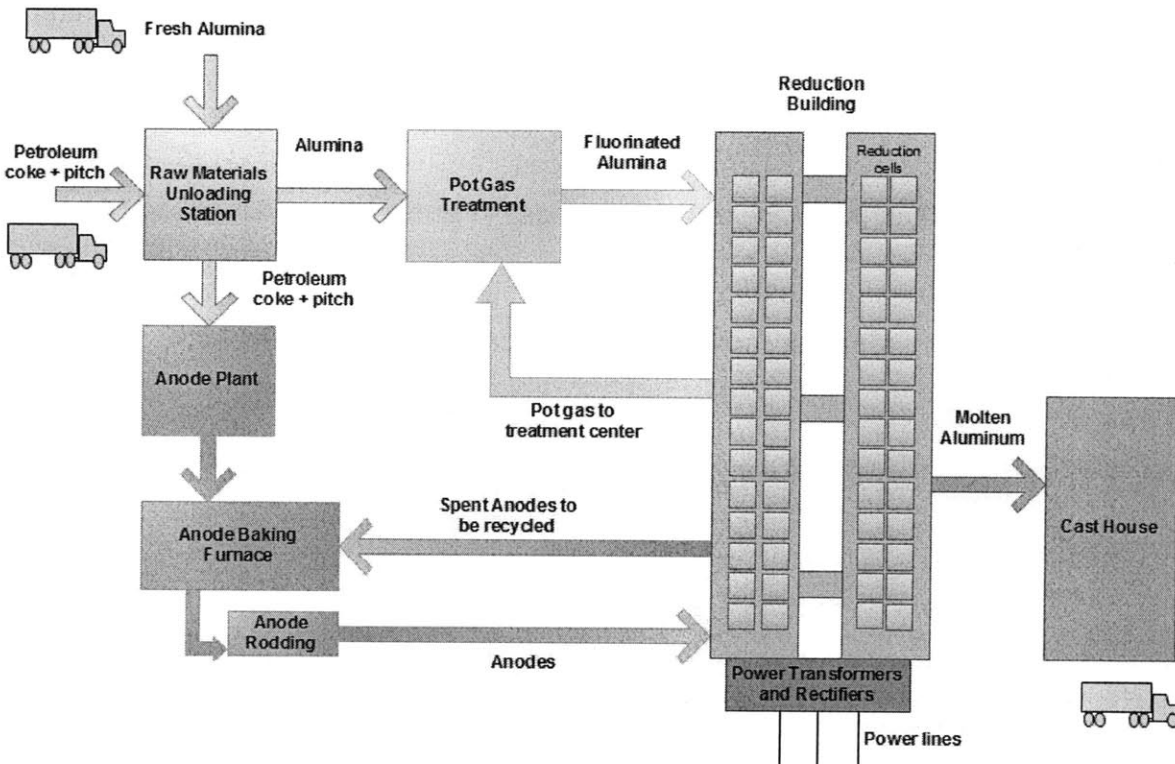 Fresh Alumina
Reduction
Building
Petroleum
coke + pitch
Raw Materials
Unloading
Station
Alumina
Pot Gas
Treatment
Fluorinated
Alumina
Reduction
cells
Petroleum
coke + pitch
Anode Plant
Pot gas to
treatment center
Molten
Aluminum
Spent Anodes to
be recycled
Anode Baking
Furnace
Cast House
Anode
Rodding
Anodes
Power Transformers
and Rectifiers
Power lines